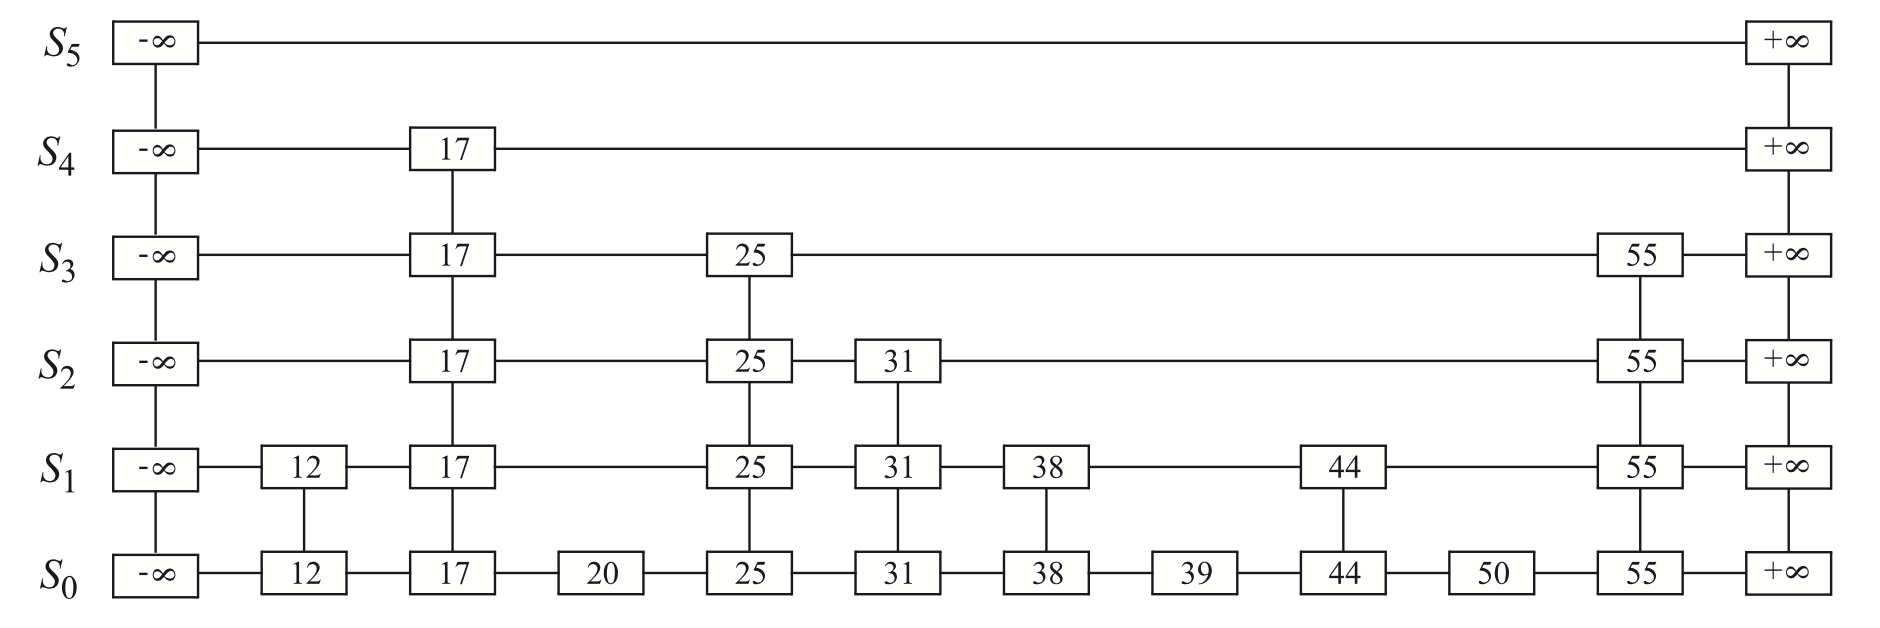 S5 -∞ +∞
S4 -∞ 17 +∞
S3 -∞ 17 25 55 +∞
S2 -∞ 17 25 31 55 +∞
S1 -∞ 12 17 25 31 38 44 55 +∞
S0 -∞ 12 17 20 25 31 38 39 44 50 55 +∞